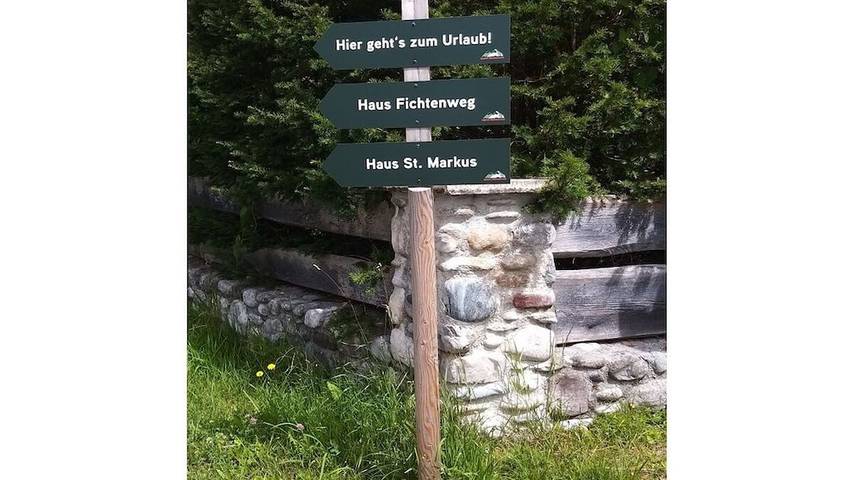 Hier geht's zum Urlaub!
Haus Fichtenweg
Haus St. Markus